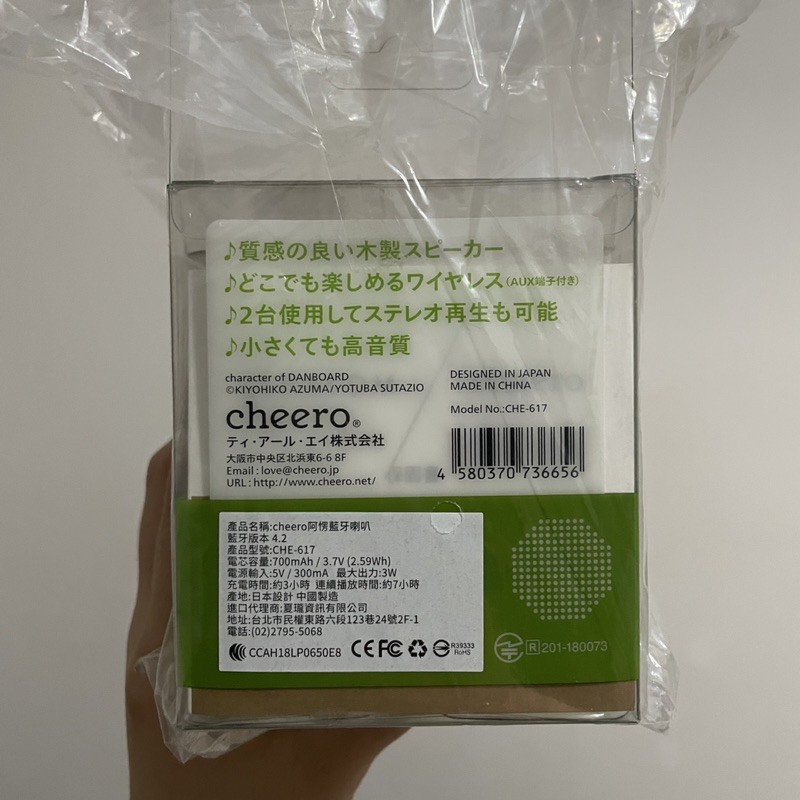 ♪質感の良い木製スピーカー
♪どこでも楽しめるワイヤレス(AUX端子付き)
♪2台使用してステレオ再生も可能
♪小さくても高音質
character of DANBOARD
©KIYOHIKO AZUMA/YOTUBA SUTAZIO
cheero®
ティ・アール・エイ株式会社
大阪市中央区北浜東6-6 8F
Email : love@cheero.jp
URL : http://www.cheero.net/
DESIGNED IN JAPAN
MADE IN CHINA
Model No.:CHE-617
4 580370 736656
產品名稱:cheero阿愣藍牙喇叭
藍牙版本 4.2
產品型號:CHE-617
電芯容量:700mAh / 3.7V (2.59Wh)
電源輸入:5V / 300mA 最大出力:3W
充電時間:約3小時 連續播放時間:約7小時
產地:日本設計 中國製造
進口代理商:夏瓏資訊有限公司
地址:台北市民權東路六段123巷24號2F-1
電話:(02)2795-5068
CCAH18LP0650E8 CE FC R39333
RoHS
R 201-180073